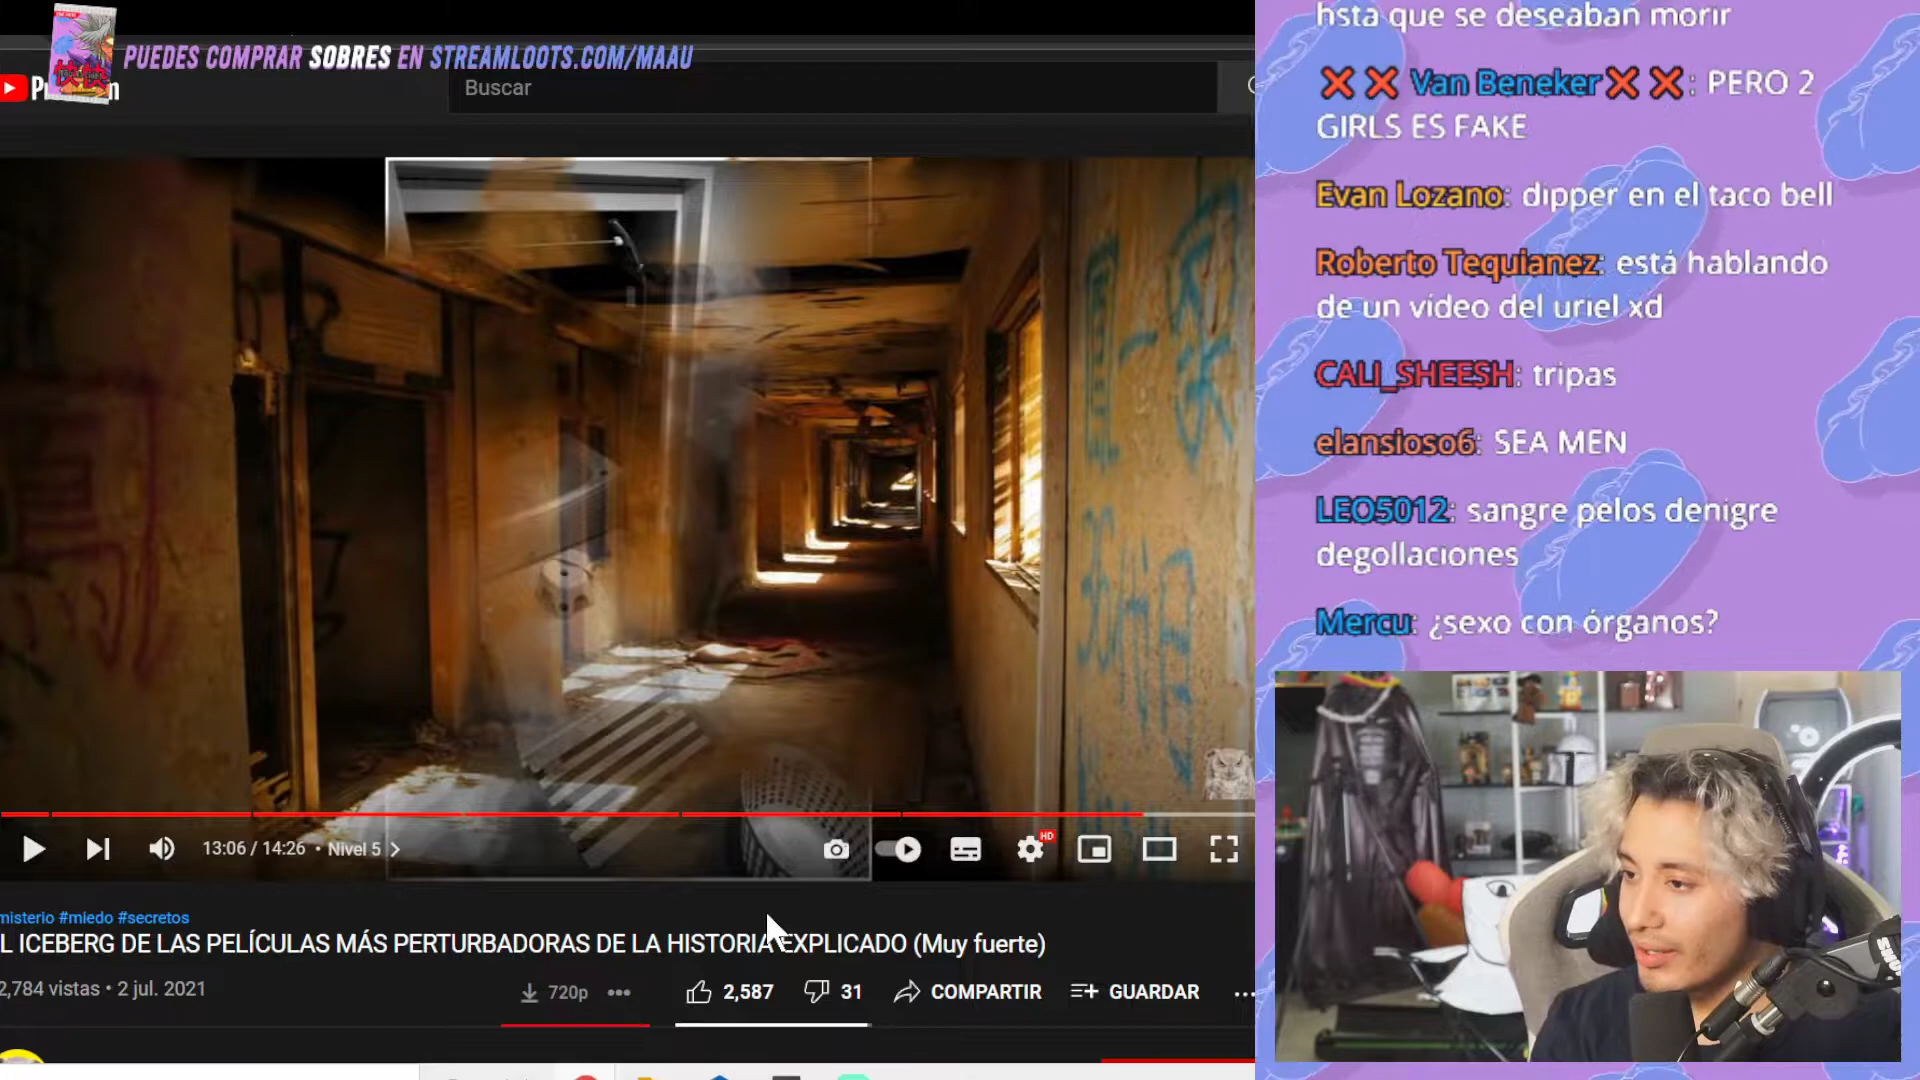 PUEDES COMPRAR SOBRES EN STREAMLOOTS.COM/MAAU
Buscar
13:06 / 14:26 • Nivel 5 >
HD
misterio #miedo #secretos
L ICEBERG DE LAS PELÍCULAS MÁS PERTURBADORAS DE LA HISTORIA EXPLICADO (Muy fuerte)
2,784 vistas • 2 jul. 2021
720p
2,587
31
COMPARTIR
GUARDAR
hsta que se deseaban morir
Van Beneker: PERO 2
GIRLS ES FAKE
Evan Lozano: dipper en el taco bell
Roberto Tequianez: está hablando
de un video del uriel xd
CALI_SHEESH: tripas
elansioso6: SEA MEN
LEO5012: sangre pelos denigre
degollaciones
Mercu: ¿sexo con órganos?